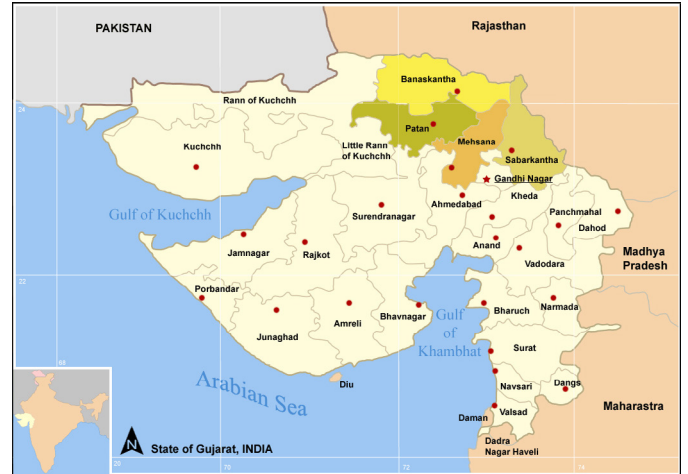 PAKISTAN
Rajasthan
Banaskantha
Rann of Kuchchh
24
Patan
Mehsana
Little Rann
of Kuchchh
Kuchchh
Sabarkantha
Gandhi Nagar
Kheda
Ahmedabad
Panchmahal
Gulf of Kuchchh
Surendranagar
Dahod
Anand
Jamnagar
Rajkot
Vadodara
Madhya
Pradesh
22
Porbandar
Narmada
Bharuch
Bhavnagar
Gulf
of
Khambhat
Amreli
Junaghad
Surat
68
Arabian Sea
Diu
Navsari
Dangs
Maharastra
Valsad
Daman
Dadra
Nagar Haveli
N
State of Gujarat, INDIA
20
70
72
74